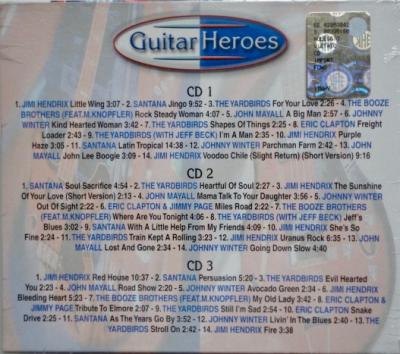 Guitar Heroes
CD 1
1.JIMI HENDRIX Little Wing 3:07 - 2. SANTANA Jingo 9:52 - 3. THE YARDBIRDS For Your Love 2:26 - 4. THE BOOZE
BROTHERS (FEAT.M.KNOPFLER) Rock Steady Woman 4:07 - 5. JOHN MAYALL A Big Man 2:57 - 6. JOHNNY
WINTER Kind Hearted Woman 3:42 - 7. THE YARDBIRDS Shapes Of Things 2:25 - 8. ERIC CLAPTON Freight
Loader 2:43 - 9. THE YARDBIRDS (WITH JEFF BECK) I'm A Man 2:35 - 10. JIMI HENDRIX Purple
Haze 3:05 - 11. SANTANA Latin Tropical 14:38 - 12. JOHNNY WINTER Parchman Farm 2:42 - 13. JOHN
MAYALL John Lee Boogie 3:09 - 14. JIMI HENDRIX Voodoo Chile (Slight Return) (Short Version) 9:16
CD 2
1. SANTANA Soul Sacrifice 4:54 - 2. THE YARDBIRDS Heartful Of Soul 2:27 - 3. JIMI HENDRIX The Sunshine
Of Your Love (Short Version) 2:13 - 4. JOHN MAYALL Mama Talk To Your Daughter 3:56 - 5. JOHNNY WINTER
Out Of Sight 2:22 - 6. ERIC CLAPTON & JIMMY PAGE Miles Road 2:22 - 7. THE BOOZE BROTHERS
(FEAT.M.KNOPFLER) Where Are You Tonight 4:06 - 8. THE YARDBIRDS (WITH JEFF BECK) Jeff's
Blues 3:02 - 9. SANTANA With A Little Help From My Friends 4:09 - 10. JIMI HENDRIX She's So
Fine 2:24 - 11. THE YARDBIRDS Train Kept A Rolling 3:23 - 12. JIMI HENDRIX Uranus Rock 6:35 - 13. JOHN
MAYALL Lost And Gone 2:34 - 14. JOHNNY WINTER Going Down Slow 4:40
CD 3
1. JIMI HENDRIX Red House 10:37 - 2. SANTANA Persuasion 5:20 - 3. THE YARDBIRDS Evil Hearted
You 2:23 - 4. JOHN MAYALL Road Show 2:20 - 5. JOHNNY WINTER Avocado Green 2:34 - 6. JIMI HENDRIX
Bleeding Heart 5:23 - 7. THE BOOZE BROTHERS (FEAT.M.KNOPFLER) My Old Lady 3:42 - 8. ERIC CLAPTON &
JIMMY PAGE Tribute To Elmore 2:07 - 9. THE YARDBIRDS Still I'm Sad 2:54 - 10. ERIC CLAPTON Snake
Drive 2:25 - 11. SANTANA As The Years Go By 3:51 - 12. JOHNNY WINTER Livin' In The Blues 2:40 - 13. THE
YARDBIRDS Stroll On 2:42 - 14. JIMI HENDRIX Fire 3:38